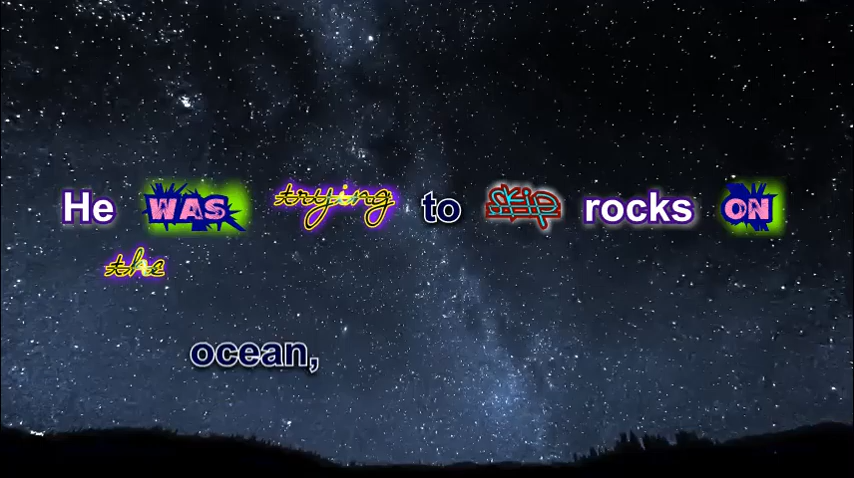 He WAS trying to skip rocks ON
the
ocean,